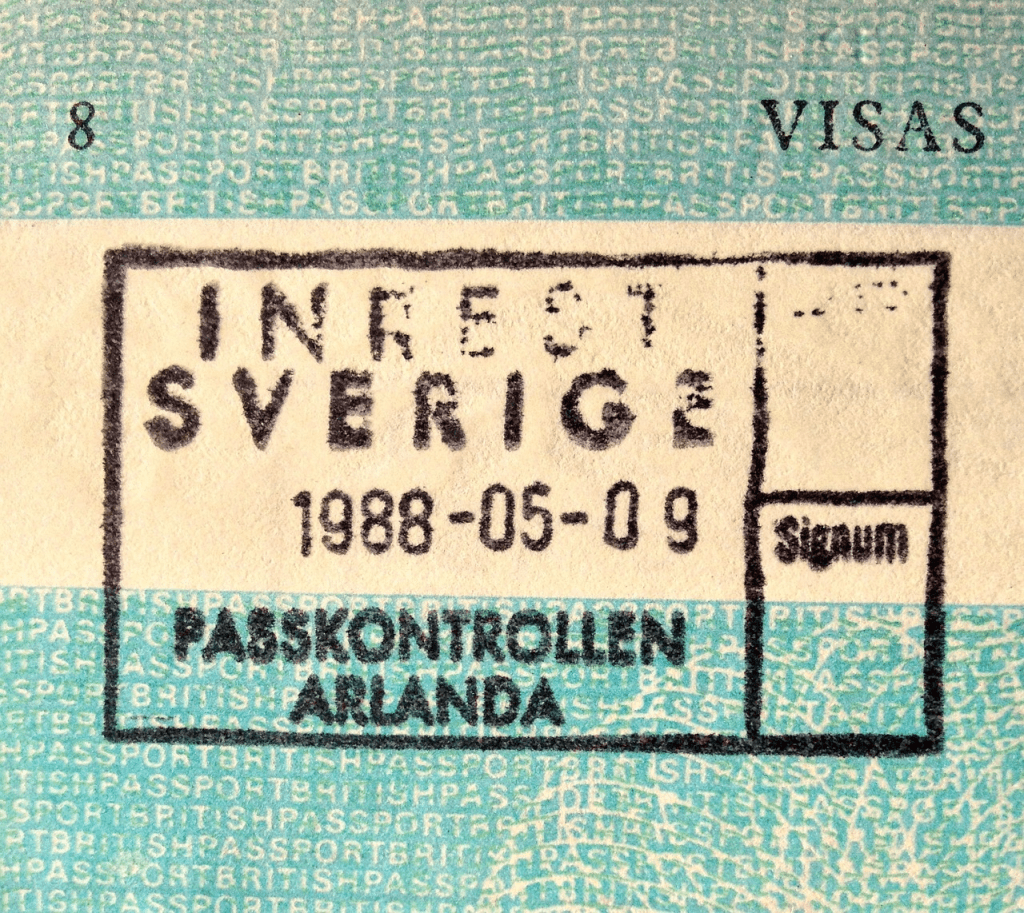 8 VISAS
INREST
SVERIGE
1988-05-09
Signum
PASSKONTROLLEN
ARLANDA